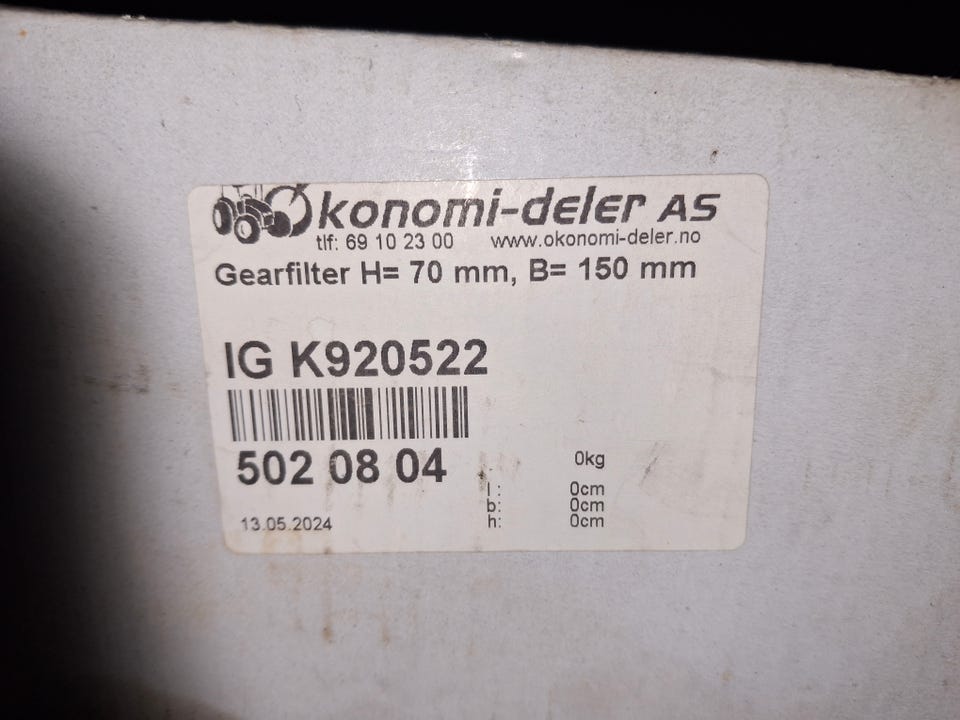 Økonomi-deler AS
tlf: 69 10 23 00 www.okonomi-deler.no
Gearfilter H= 70 mm, B= 150 mm
IG K920522
502 08 04
0kg
l : 0cm
b: 0cm
h: 0cm
13.05.2024